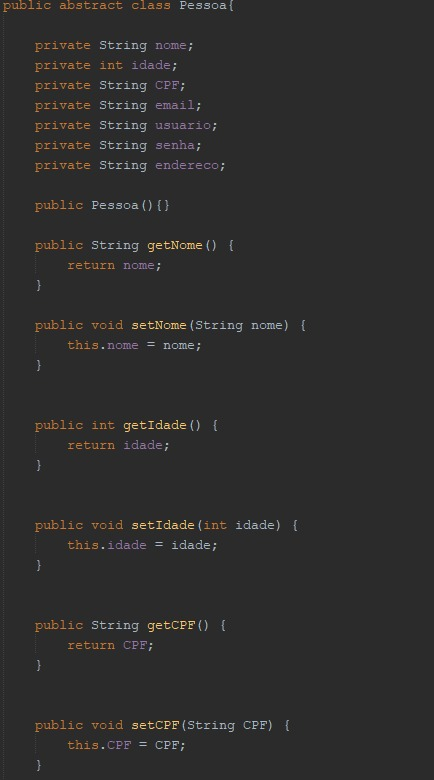 public abstract class Pessoa{
private String nome;
private int idade;
private String CPF;
private String email;
private String usuario;
private String senha;
private String endereco;
public Pessoa(){}
public String getNome() {
return nome;
}
public void setNome(String nome) {
this.nome = nome;
}
public int getIdade() {
return idade;
}
public void setIdade(int idade) {
this.idade = idade;
}
public String getCPF() {
return CPF;
}
public void setCPF(String CPF) {
this.CPF = CPF;
}